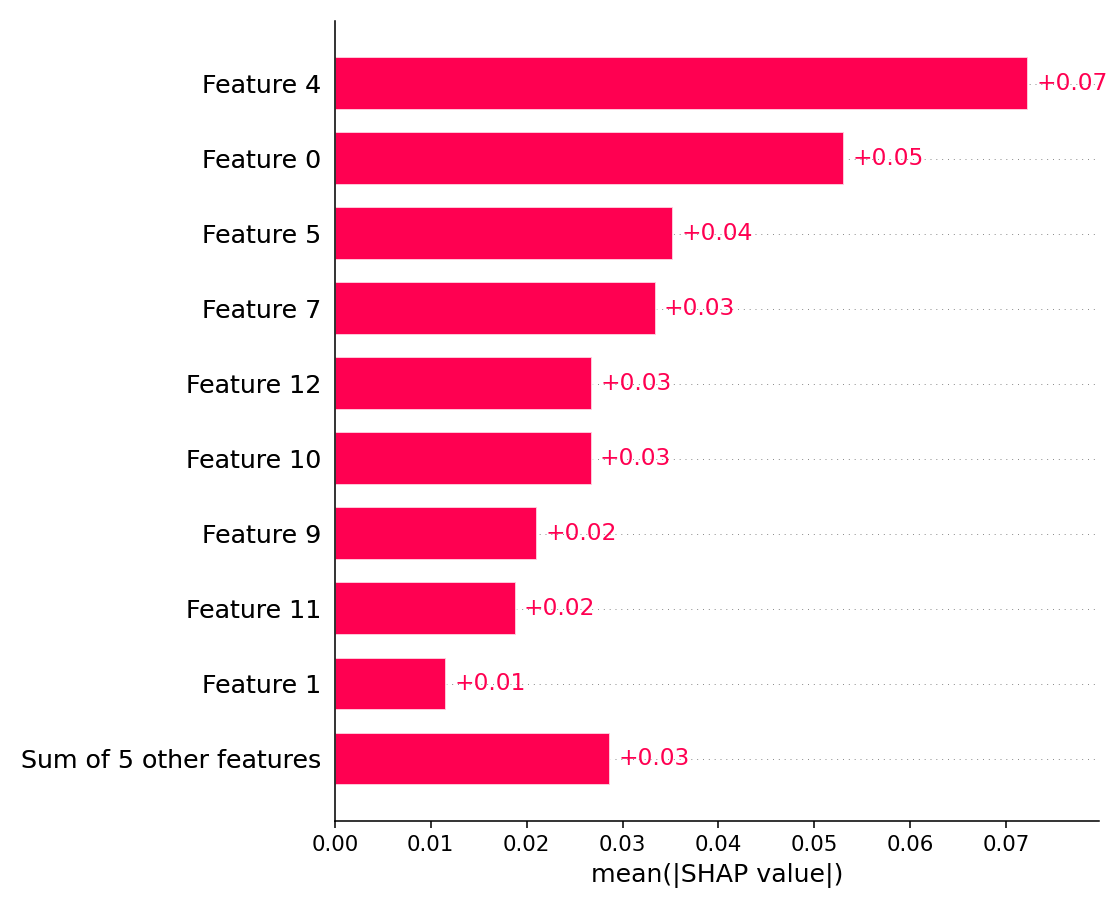 Feature 4 +0.07
Feature 0 +0.05
Feature 5 +0.04
Feature 7 +0.03
Feature 12 +0.03
Feature 10 +0.03
Feature 9 +0.02
Feature 11 +0.02
Feature 1 +0.01
Sum of 5 other features +0.03
0.00 0.01 0.02 0.03 0.04 0.05 0.06 0.07
mean(|SHAP value|)